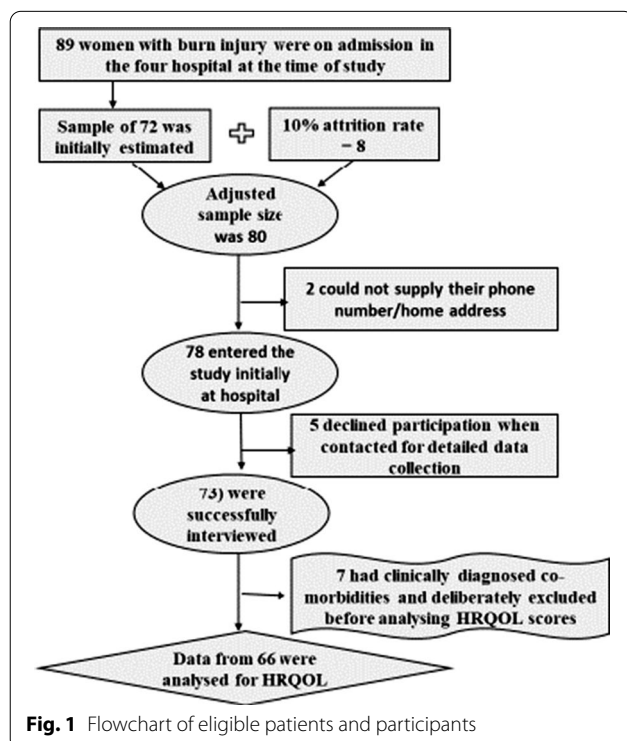 89 women with burn injury were on admission in
the four hospital at the time of study
Sample of 72 was
initially estimated
10% attrition rate
– 8
Adjusted
sample size
was 80
2 could not supply their phone
number/home address
78 entered the
study initially
at hospital
5 declined participation when
contacted for detailed data
collection
73) were
successfully
interviewed
7 had clinically diagnosed co-
morbidities and deliberately excluded
before analysing HRQOL scores
Data from 66 were
analysed for HRQOL
Fig. 1 Flowchart of eligible patients and participants